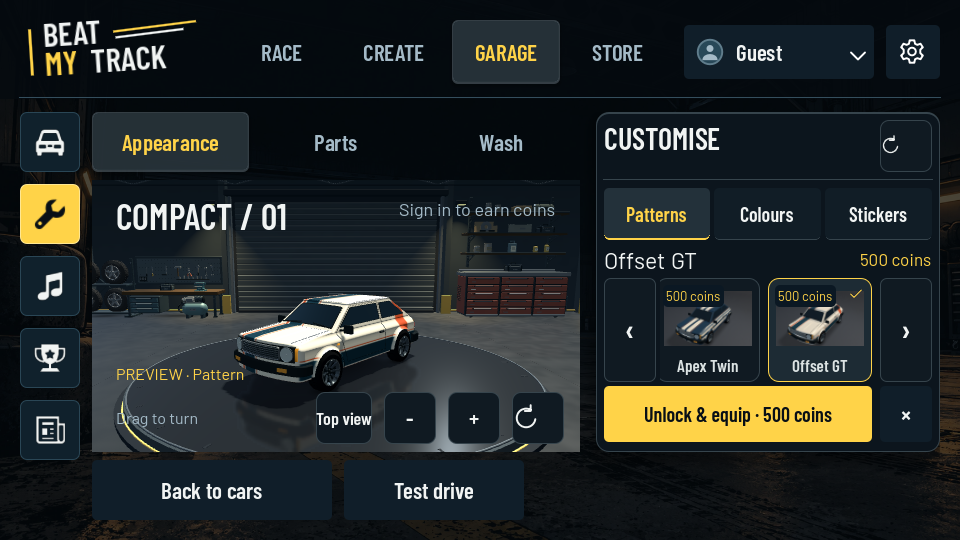 BEAT
MY TRACK
RACE
CREATE
GARAGE
STORE
Guest
Appearance
Parts
Wash
COMPACT / 01
Sign in to earn coins
PREVIEW · Pattern
Drag to turn
Top view
-
+
Back to cars
Test drive
CUSTOMISE
Patterns
Colours
Stickers
Offset GT
500 coins
‹
500 coins
Apex Twin
500 coins
Offset GT
›
Unlock & equip · 500 coins
×